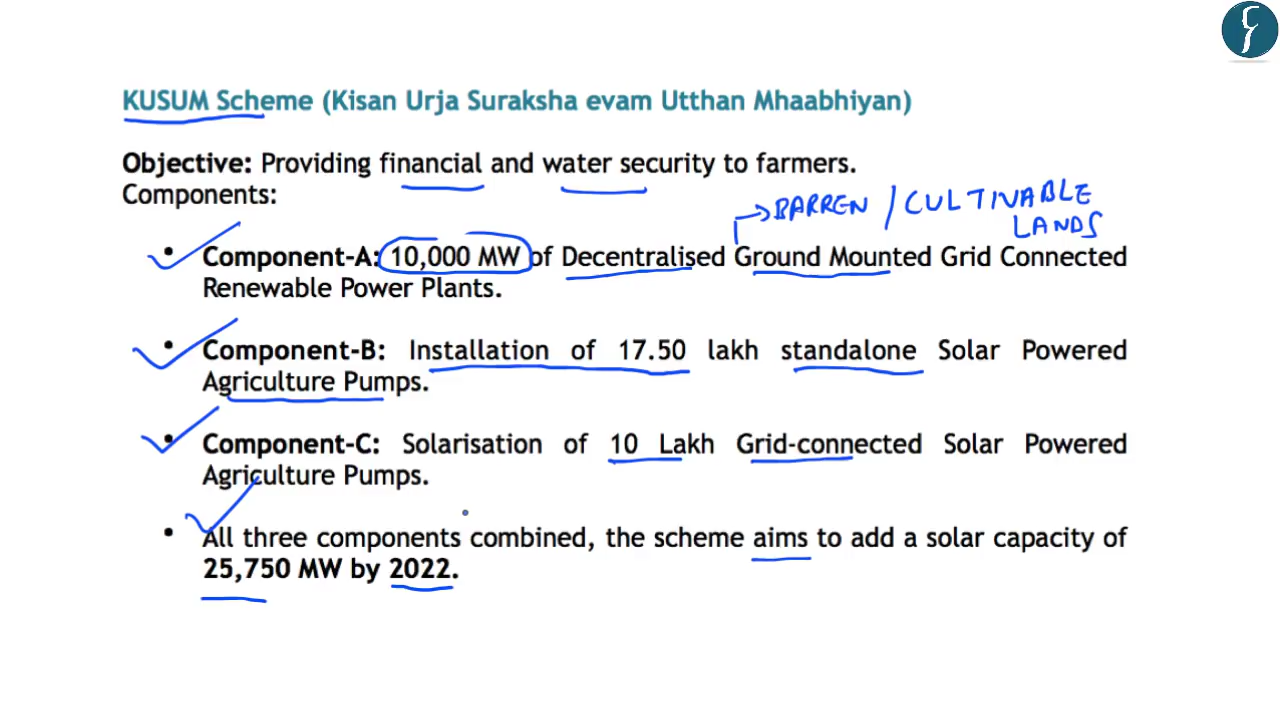 KUSUM Scheme (Kisan Urja Suraksha evam Utthan Mhaabhiyan)
Objective: Providing financial and water security to farmers.
Components:
BARREN / CULTIVABLE
LANDS
• Component-A: 10,000 MW of Decentralised Ground Mounted Grid Connected
Renewable Power Plants.
• Component-B: Installation of 17.50 lakh standalone Solar Powered
Agriculture Pumps.
• Component-C: Solarisation of 10 Lakh Grid-connected Solar Powered
Agriculture Pumps.
• All three components combined, the scheme aims to add a solar capacity of
25,750 MW by 2022.